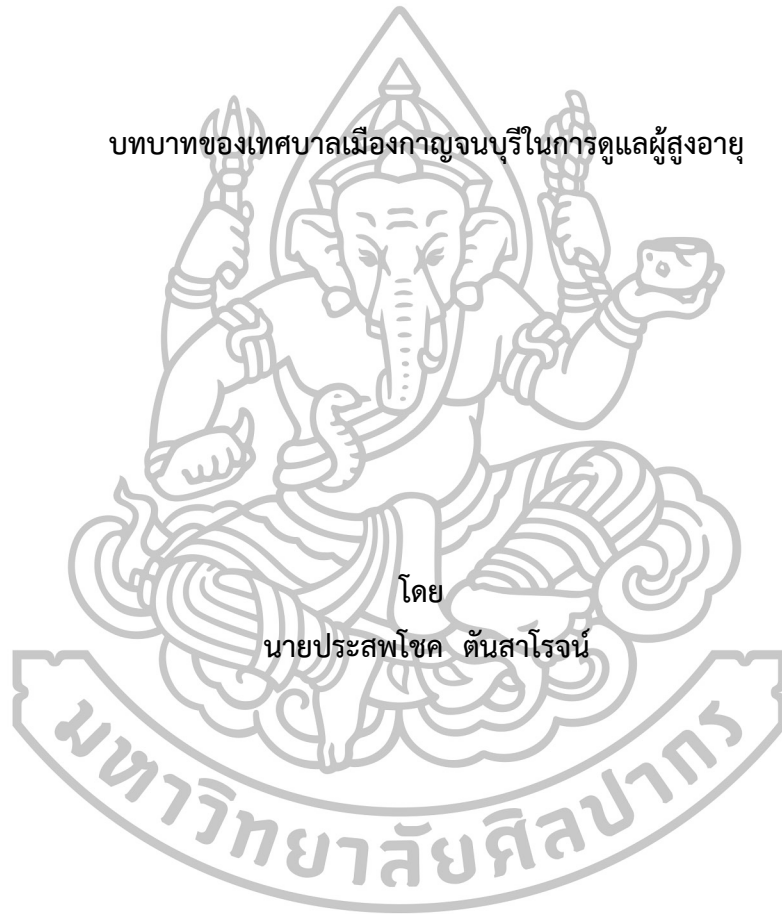 บทบาทของเทศบาลเมืองกาญจนบุรีในการดูแลผู้สูงอายุ
โดย
นายประสพโชค ตันสาโรจน์
มหาวิทยาลัยศิลปากร